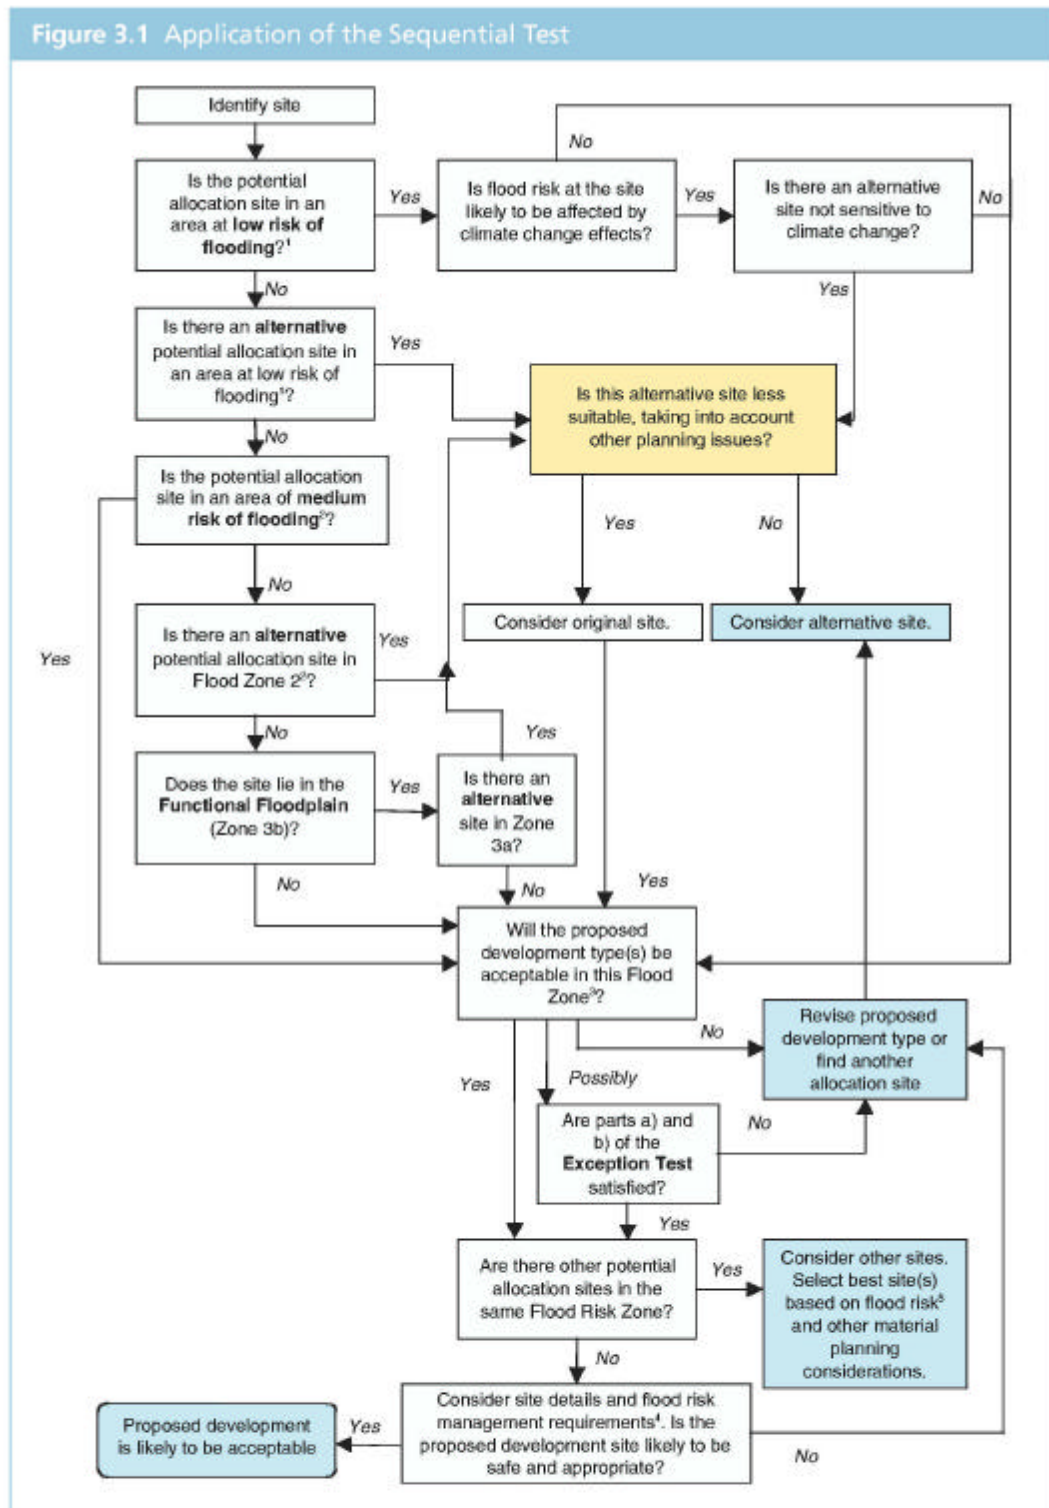 Figure 3.1 Application of the Sequential Test
Identify site
Is the potential
allocation site in an
area at low risk of
flooding?¹
Yes
Is flood risk at the site
likely to be affected by
climate change effects?
No
Yes
Is there an alternative
site not sensitive to
climate change?
No
Yes
No
Is there an alternative
potential allocation site in
an area at low risk of
flooding¹?
Yes
Is this alternative site less
suitable, taking into account
other planning issues?
No
Is the potential allocation
site in an area of medium
risk of flooding²?
Yes
No
No
Consider original site.
Consider alternative site.
Is there an alternative
potential allocation site in
Flood Zone 2²?
Yes
Yes
No
Yes
Does the site lie in the
Functional Floodplain
(Zone 3b)?
Yes
Is there an
alternative
site in Zone
3a?
No
No
Yes
Will the proposed
development type(s) be
acceptable in this Flood
Zone³?
No
Revise proposed
development type or
find another
allocation site
Yes
Possibly
Are parts a) and
b) of the
Exception Test
satisfied?
No
Yes
Are there other potential
allocation sites in the
same Flood Risk Zone?
Yes
Consider other sites.
Select best site(s)
based on flood risk⁵
and other material
planning
considerations.
No
Consider site details and flood risk
management requirements⁴. Is the
proposed development site likely to be
safe and appropriate?
Yes
No
Proposed development
is likely to be acceptable